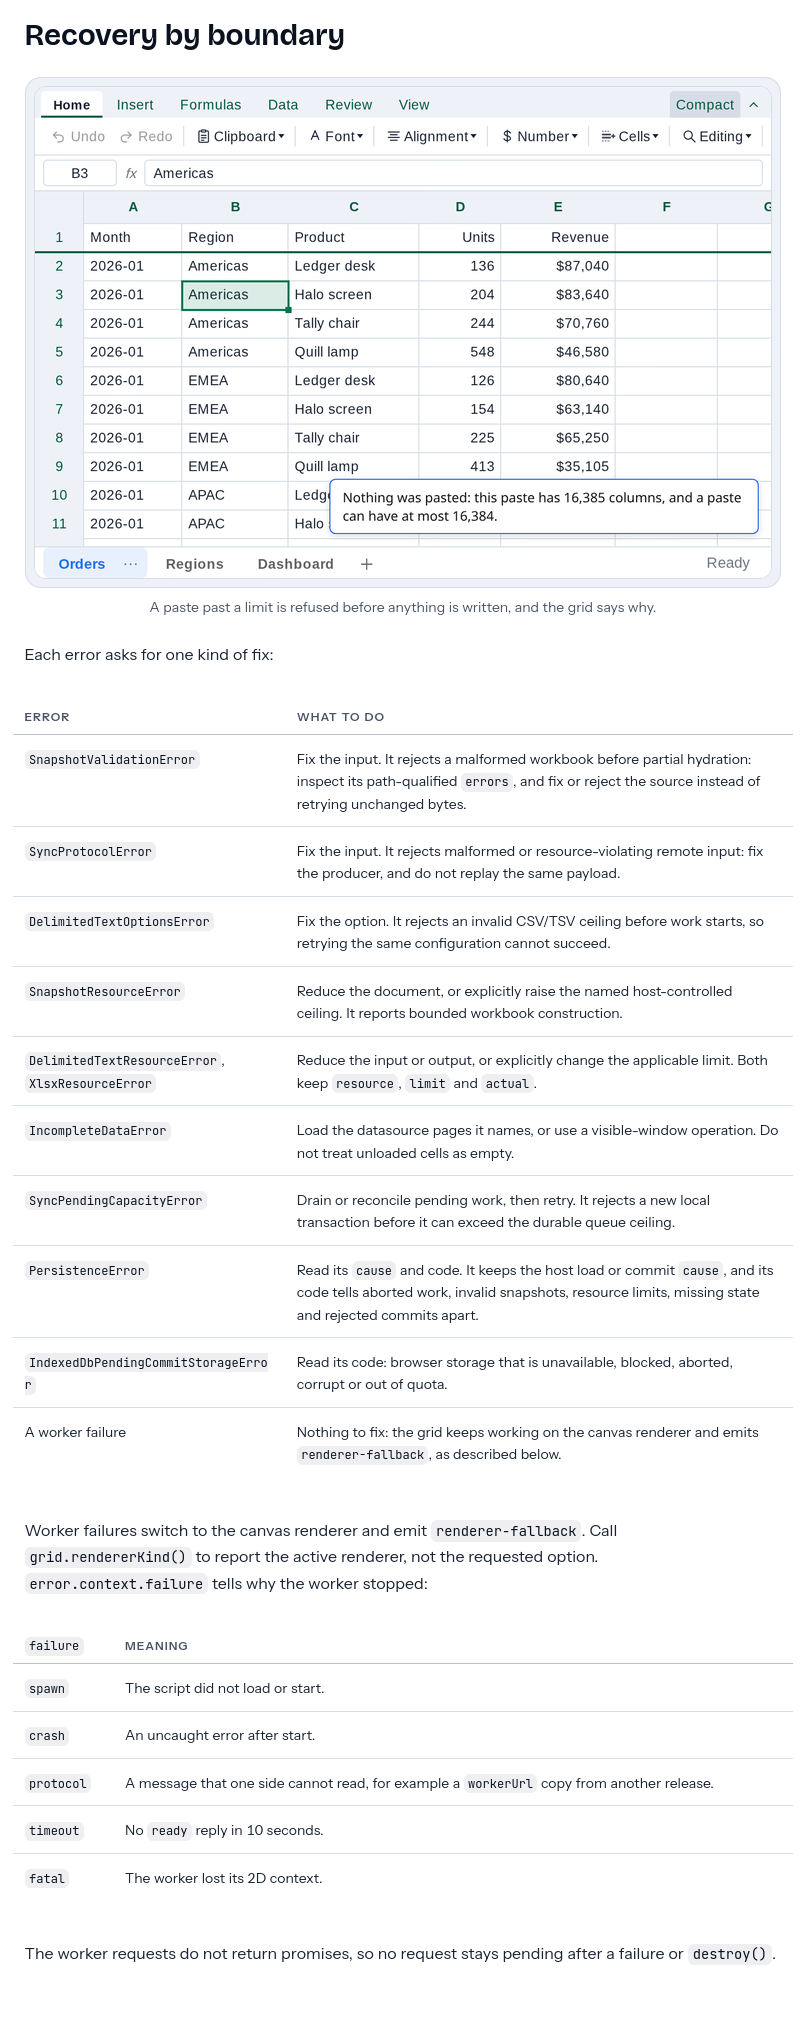 Recovery by boundary
Home Insert Formulas Data Review View Compact
Undo Redo Clipboard Font Alignment $ Number Cells Editing
B3 fx Americas
A B C D E F G
1 Month Region Product Units Revenue
2 2026-01 Americas Ledger desk 136 $87,040
3 2026-01 Americas Halo screen 204 $83,640
4 2026-01 Americas Tally chair 244 $70,760
5 2026-01 Americas Quill lamp 548 $46,580
6 2026-01 EMEA Ledger desk 126 $80,640
7 2026-01 EMEA Halo screen 154 $63,140
8 2026-01 EMEA Tally chair 225 $65,250
9 2026-01 EMEA Quill lamp 413 $35,105
10 2026-01 APAC
11 2026-01 APAC Halo
Nothing was pasted: this paste has 16,385 columns, and a paste
can have at most 16,384.
Orders ··· Regions Dashboard + Ready
A paste past a limit is refused before anything is written, and the grid says why.
Each error asks for one kind of fix:
ERROR WHAT TO DO
SnapshotValidationError Fix the input. It rejects a malformed workbook before partial hydration:
inspect its path-qualified errors, and fix or reject the source instead of
retrying unchanged bytes.
SyncProtocolError Fix the input. It rejects malformed or resource-violating remote input: fix
the producer, and do not replay the same payload.
DelimitedTextOptionsError Fix the option. It rejects an invalid CSV/TSV ceiling before work starts, so
retrying the same configuration cannot succeed.
SnapshotResourceError Reduce the document, or explicitly raise the named host-controlled
ceiling. It reports bounded workbook construction.
DelimitedTextResourceError, Reduce the input or output, or explicitly change the applicable limit. Both
XlsxResourceError keep resource, limit and actual.
IncompleteDataError Load the datasource pages it names, or use a visible-window operation. Do
not treat unloaded cells as empty.
SyncPendingCapacityError Drain or reconcile pending work, then retry. It rejects a new local
transaction before it can exceed the durable queue ceiling.
PersistenceError Read its cause and code. It keeps the host load or commit cause, and its
code tells aborted work, invalid snapshots, resource limits, missing state
and rejected commits apart.
IndexedDbPendingCommitStorageErro Read its code: browser storage that is unavailable, blocked, aborted,
r corrupt or out of quota.
A worker failure Nothing to fix: the grid keeps working on the canvas renderer and emits
renderer-fallback, as described below.
Worker failures switch to the canvas renderer and emit renderer-fallback. Call
grid.rendererKind() to report the active renderer, not the requested option.
error.context.failure tells why the worker stopped:
failure MEANING
spawn The script did not load or start.
crash An uncaught error after start.
protocol A message that one side cannot read, for example a workerUrl copy from another release.
timeout No ready reply in 10 seconds.
fatal The worker lost its 2D context.
The worker requests do not return promises, so no request stays pending after a failure or destroy().